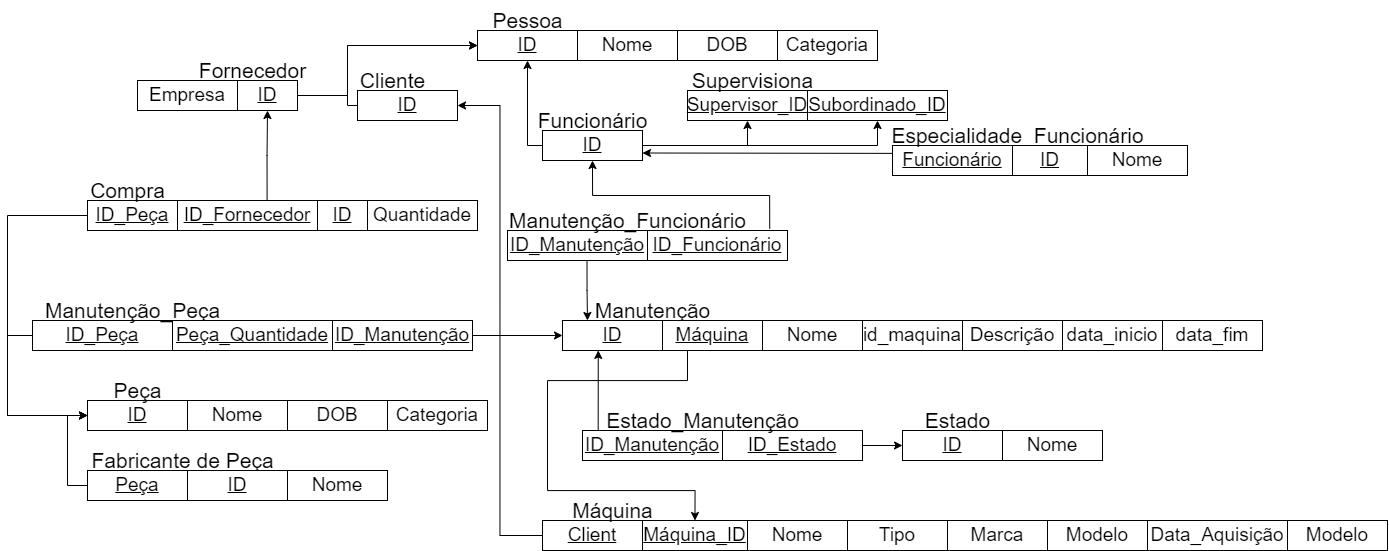 Pessoa
ID Nome DOB Categoria
Fornecedor
Empresa ID
Cliente
ID
Supervisiona
Supervisor_ID Subordinado_ID
Funcionário
ID
Especialidade_Funcionário
Funcionário ID Nome
Compra
ID_Peça ID_Fornecedor ID Quantidade
Manutenção_Funcionário
ID_Manutenção ID_Funcionário
Manutenção_Peça
ID_Peça Peça_Quantidade ID_Manutenção
Manutenção
ID Máquina Nome id_maquina Descrição data_inicio data_fim
Peça
ID Nome DOB Categoria
Estado_Manutenção
ID_Manutenção ID_Estado
Estado
ID Nome
Fabricante de Peça
Peça ID Nome
Máquina
Client Máquina_ID Nome Tipo Marca Modelo Data_Aquisição Modelo